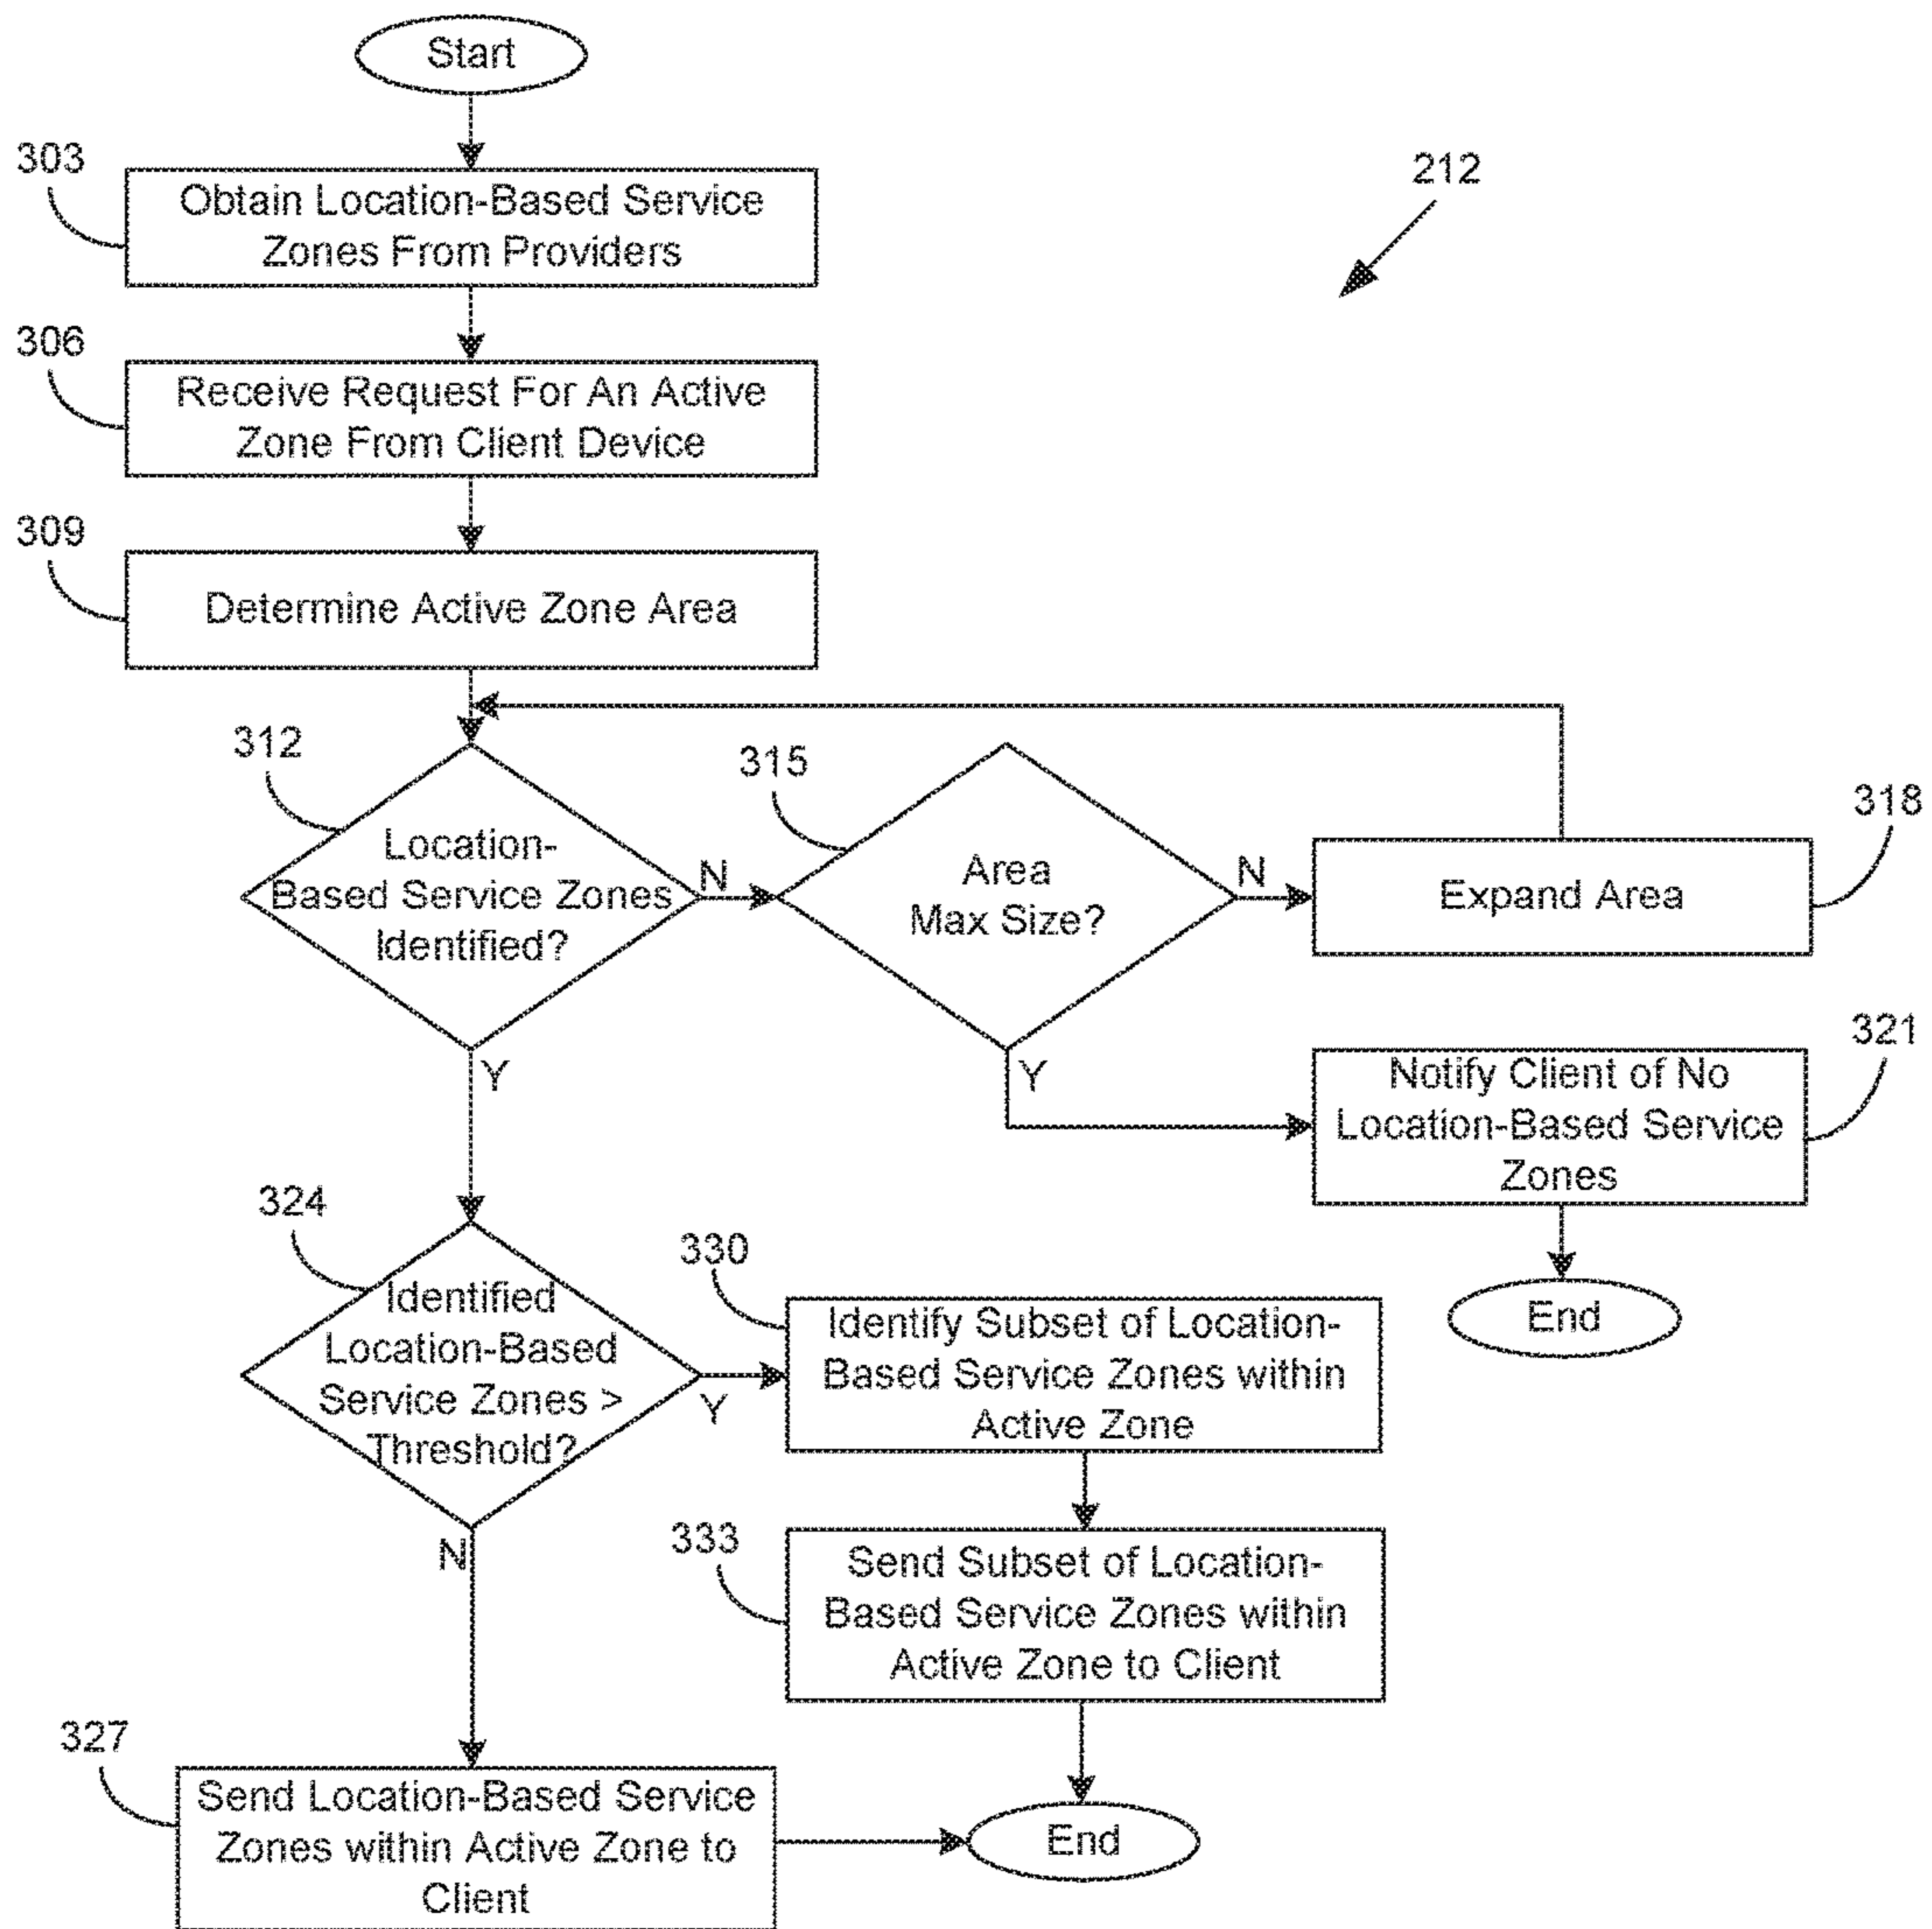 Start
303
Obtain Location-Based Service
Zones From Providers
212
306
Receive Request For An Active
Zone From Client Device
309
Determine Active Zone Area
312
Location-
Based Service Zones
Identified?
N
Y
315
Area
Max Size?
N
Y
318
Expand Area
321
Notify Client of No
Location-Based Service
Zones
End
324
Identified
Location-Based
Service Zones >
Threshold?
Y
N
330
Identify Subset of Location-
Based Service Zones within
Active Zone
333
Send Subset of Location-
Based Service Zones within
Active Zone to Client
327
Send Location-Based Service
Zones within Active Zone to
Client
End